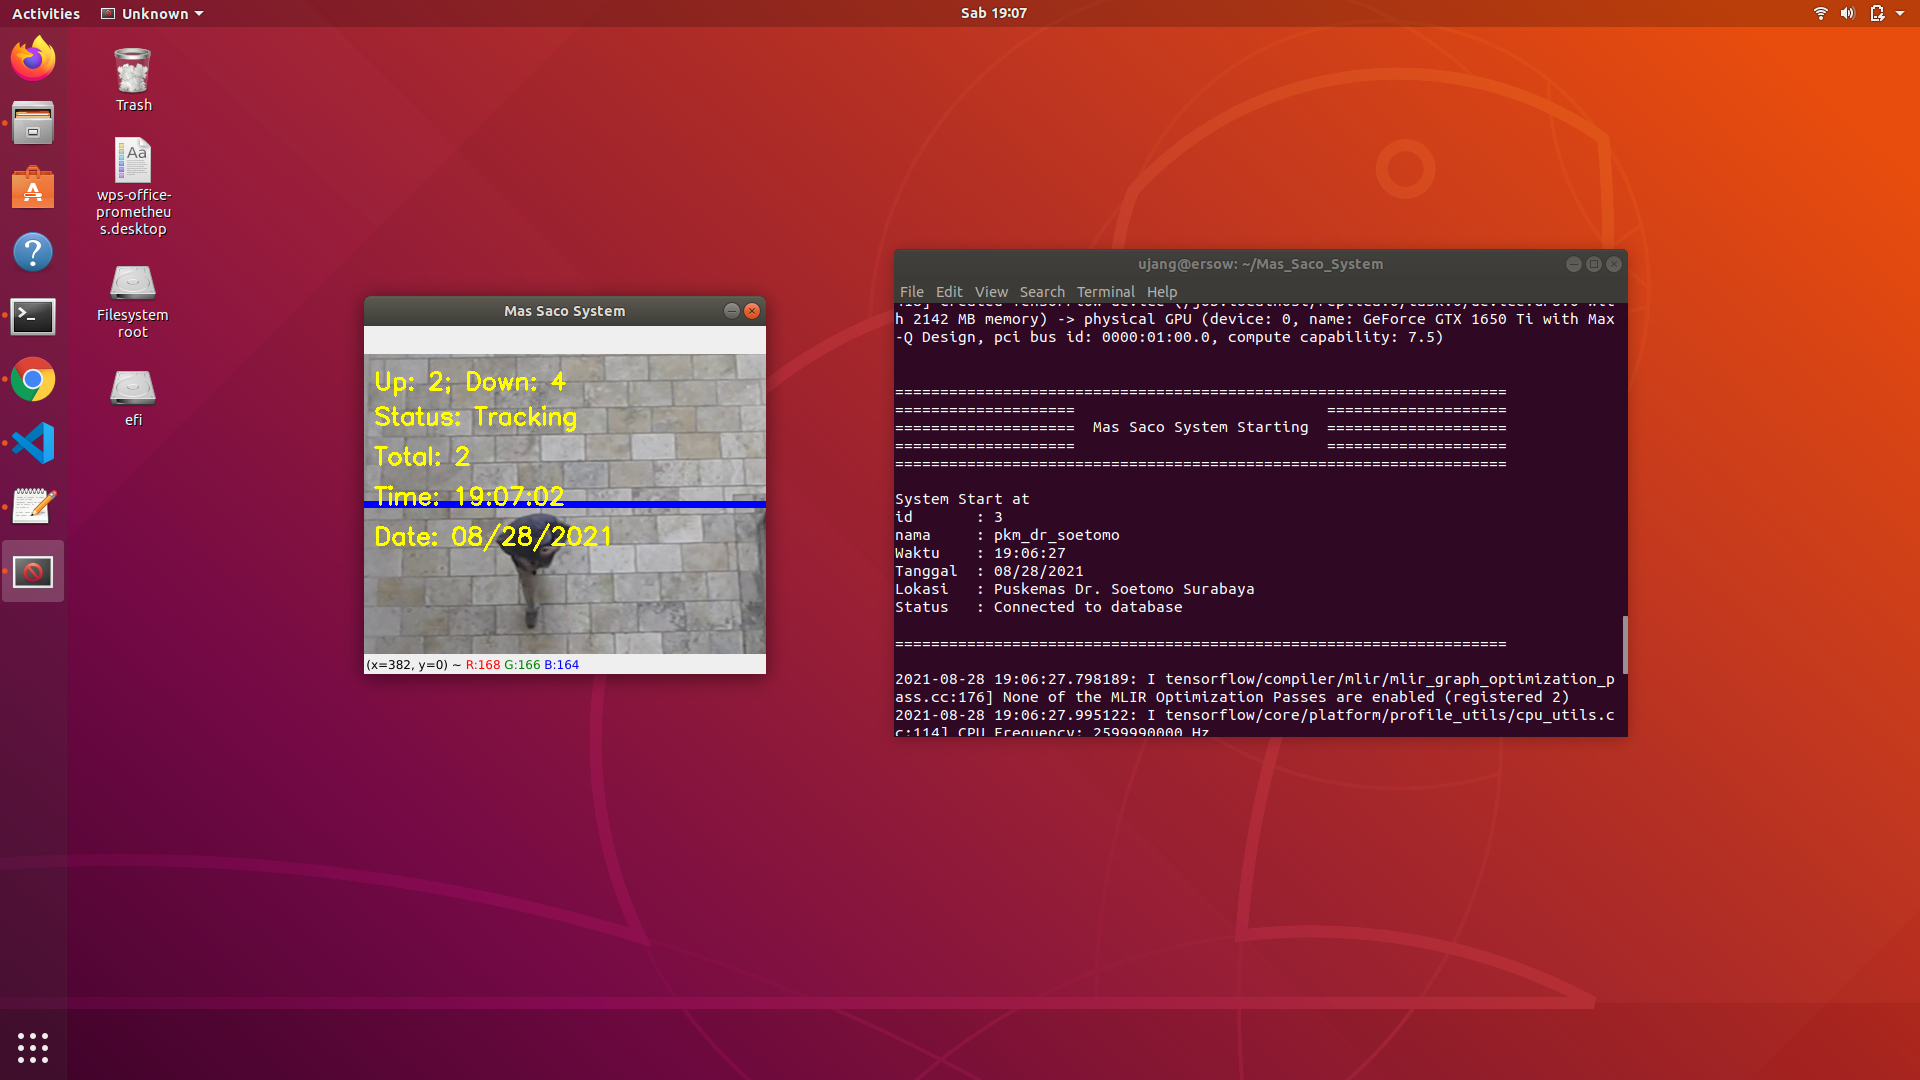 Activities
Unknown
Sab 19:07
Trash
wps-office-
prometheu
s.desktop
Filesystem
root
efi
Mas Saco System
Up: 2; Down: 4
Status: Tracking
Total: 2
Time: 19:07:02
Date: 08/28/2021
(x=382, y=0) ~ R:168 G:166 B:164
ujang@ersow: ~/Mas_Saco_System
File Edit View Search Terminal Help
h 2142 MB memory) -> physical GPU (device: 0, name: GeForce GTX 1650 Ti with Max
-Q Design, pci bus id: 0000:01:00.0, compute capability: 7.5)
====================================================================
==================== ====================
==================== Mas Saco System Starting ====================
==================== ====================
====================================================================
System Start at
id : 3
nama : pkm_dr_soetomo
Waktu : 19:06:27
Tanggal : 08/28/2021
Lokasi : Puskemas Dr. Soetomo Surabaya
Status : Connected to database
====================================================================
2021-08-28 19:06:27.798189: I tensorflow/compiler/mlir/mlir_graph_optimization_p
ass.cc:176] None of the MLIR Optimization Passes are enabled (registered 2)
2021-08-28 19:06:27.995122: I tensorflow/core/platform/profile_utils/cpu_utils.c
c:114] CPU Frequency: 2599990000 Hz